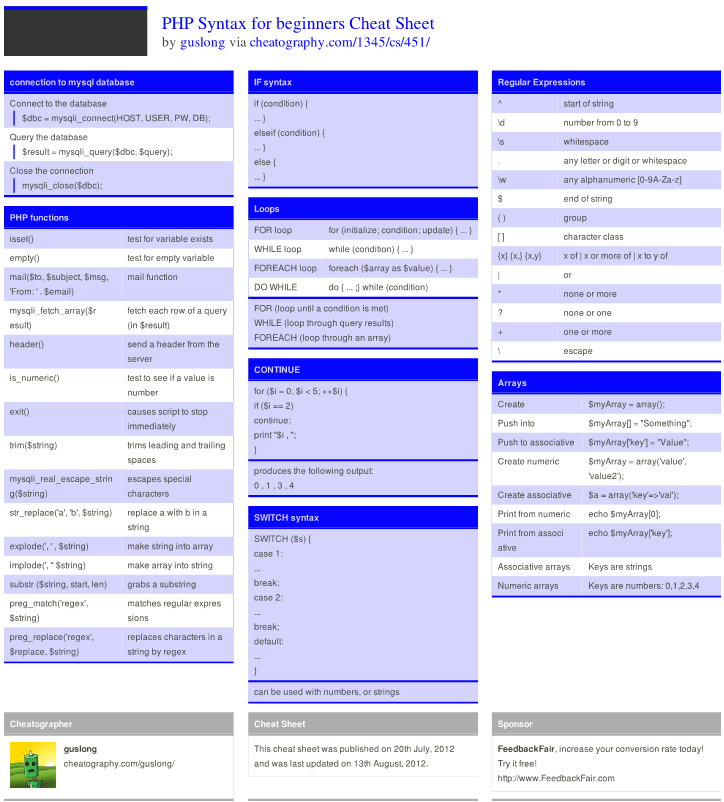 PHP Syntax for beginners Cheat Sheet
by guslong via cheatography.com/1345/cs/451/
connection to mysql database
Connect to the database
$dbc = mysqli_connect(HOST, USER, PW, DB);
Query the database
$result = mysqli_query($dbc, $query);
Close the connection
mysqli_close($dbc);
PHP functions
isset() test for variable exists
empty() test for empty variable
mail($to, $subject, $msg, mail function
'From: ' . $email)
mysqli_fetch_array($r fetch each row of a query
esult) (in $result)
header() send a header from the
server
is_numeric() test to see if a value is
number
exit() causes script to stop
immediately
trim($string) trims leading and trailing
spaces
mysqli_real_escape_strin escapes special
g($string) characters
str_replace('a', 'b', $string) replace a with b in a
string
explode(', ' , $string) make string into array
implode(', " $string) make array into string
substr ($string, start, len) grabs a substring
preg_match('regex', matches regular expres
$string) sions
preg_replace('regex', replaces characters in a
$replace, $string) string by regex
IF syntax
if (condition) {
... }
elseif (condition) {
... }
else {
... }
Loops
FOR loop for (initialize; condition; update) { ... }
WHILE loop while (condition) { ... }
FOREACH loop foreach ($array as $value) { ... }
DO WHILE do { ... ;} while (condition)
FOR (loop until a condition is met)
WHILE (loop through query results)
FOREACH (loop through an array)
CONTINUE
for ($i = 0; $i < 5; ++$i) {
if ($i == 2)
continue;
print "$i , ";
}
produces the following output:
0 , 1 , 3 , 4
SWITCH syntax
SWITCH ($s) {
case 1:
...
break;
case 2:
...
break;
default:
...
}
can be used with numbers, or strings
Regular Expressions
^ start of string
\d number from 0 to 9
\s whitespace
. any letter or digit or whitespace
\w any alphanumeric [0-9A-Za-z]
$ end of string
( ) group
[ ] character class
{x} {x,} {x,y} x of | x or more of | x to y of
| or
* none or more
? none or one
+ one or more
\ escape
Arrays
Create $myArray = array();
Push into $myArray[] = "Something";
Push to associative $myArray['key'] = "Value";
Create numeric $myArray = array('value',
'value2');
Create associative $a = array('key'=>'val');
Print from numeric echo $myArray[0];
Print from associ echo $myArray['key'];
ative
Associative arrays Keys are strings
Numeric arrays Keys are numbers: 0,1,2,3,4
Cheatographer
guslong
cheatography.com/guslong/
Cheat Sheet
This cheat sheet was published on 20th July, 2012
and was last updated on 13th August, 2012.
Sponsor
FeedbackFair, increase your conversion rate today!
Try it free!
http://www.FeedbackFair.com